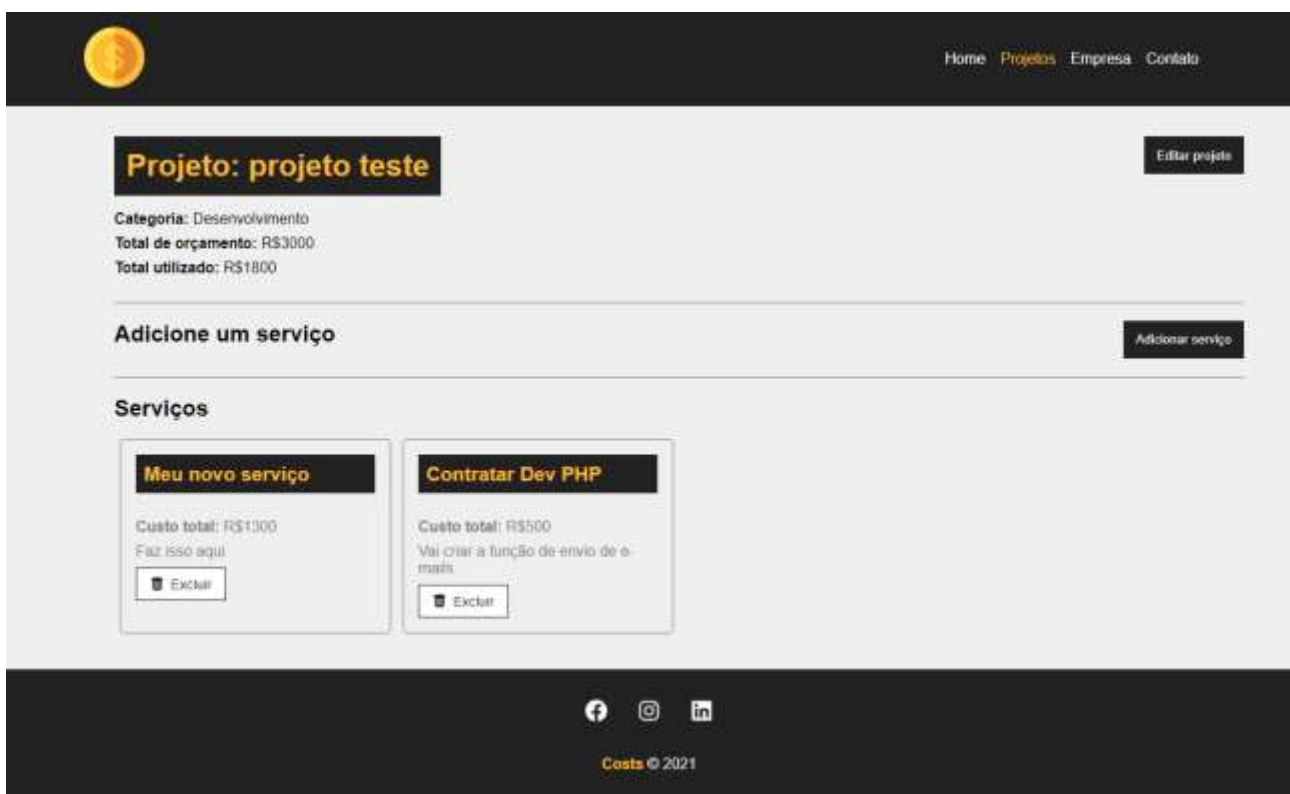 Home Projetos Empresa Contato
Projeto: projeto teste
Editar projeto
Categoria: Desenvolvimento
Total de orçamento: R$3000
Total utilizado: R$1800
Adicione um serviço
Adicionar serviço
Serviços
Meu novo serviço
Custo total: R$1300
Faz isso aqui
Excluir
Contratar Dev PHP
Custo total: R$500
Vai criar a função de envio de e-
mails
Excluir
Costs © 2021